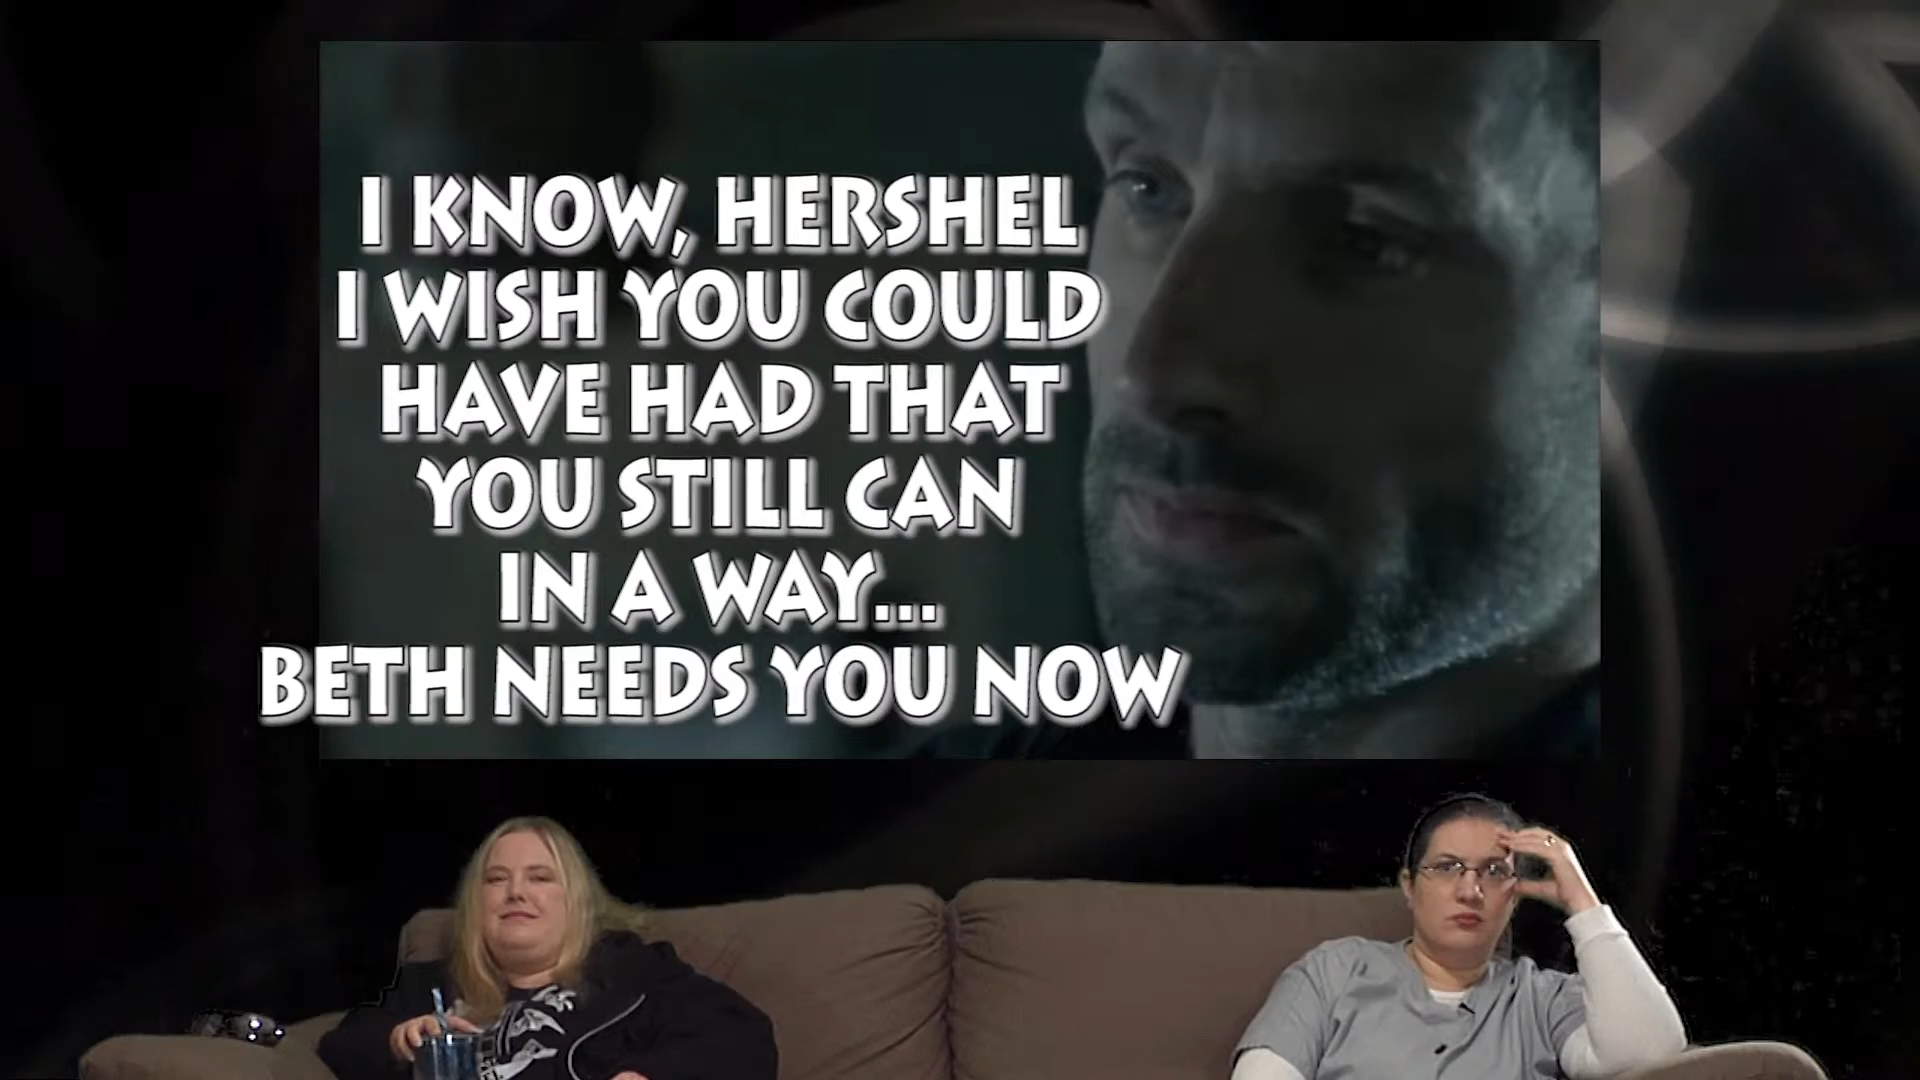 I KNOW, HERSHEL
I WISH YOU COULD
HAVE HAD THAT
YOU STILL CAN
IN A WAY...
BETH NEEDS YOU NOW